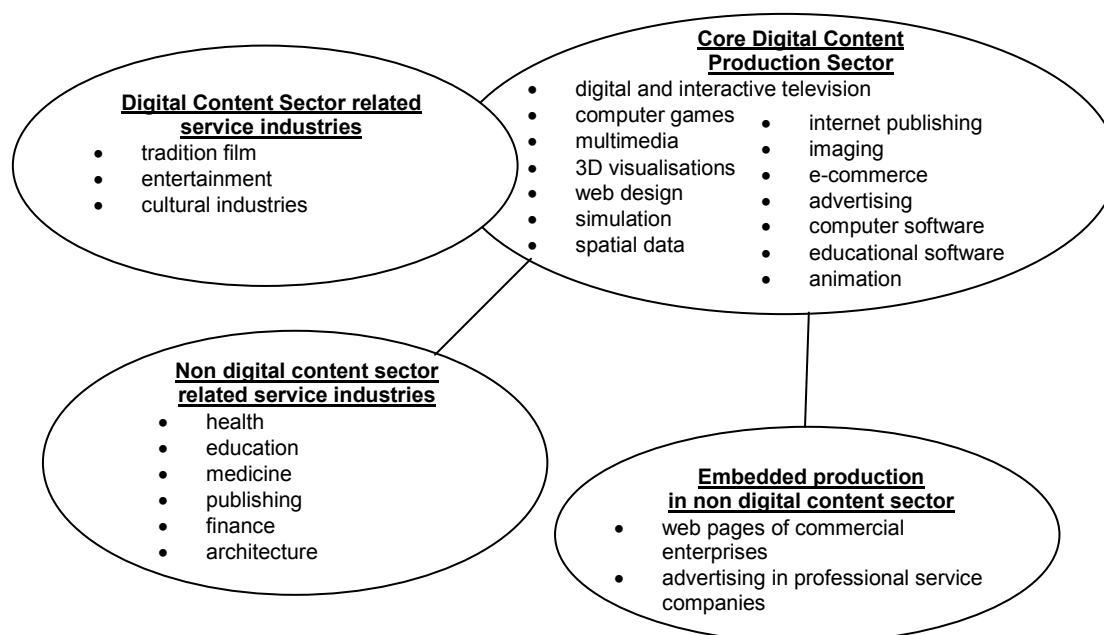 Digital Content Sector related
service industries
• tradition film
• entertainment
• cultural industries
Core Digital Content
Production Sector
• digital and interactive television
• computer games
• multimedia
• 3D visualisations
• web design
• simulation
• spatial data
• internet publishing
• imaging
• e-commerce
• advertising
• computer software
• educational software
• animation
Non digital content sector
related service industries
• health
• education
• medicine
• publishing
• finance
• architecture
Embedded production
in non digital content sector
• web pages of commercial
enterprises
• advertising in professional service
companies